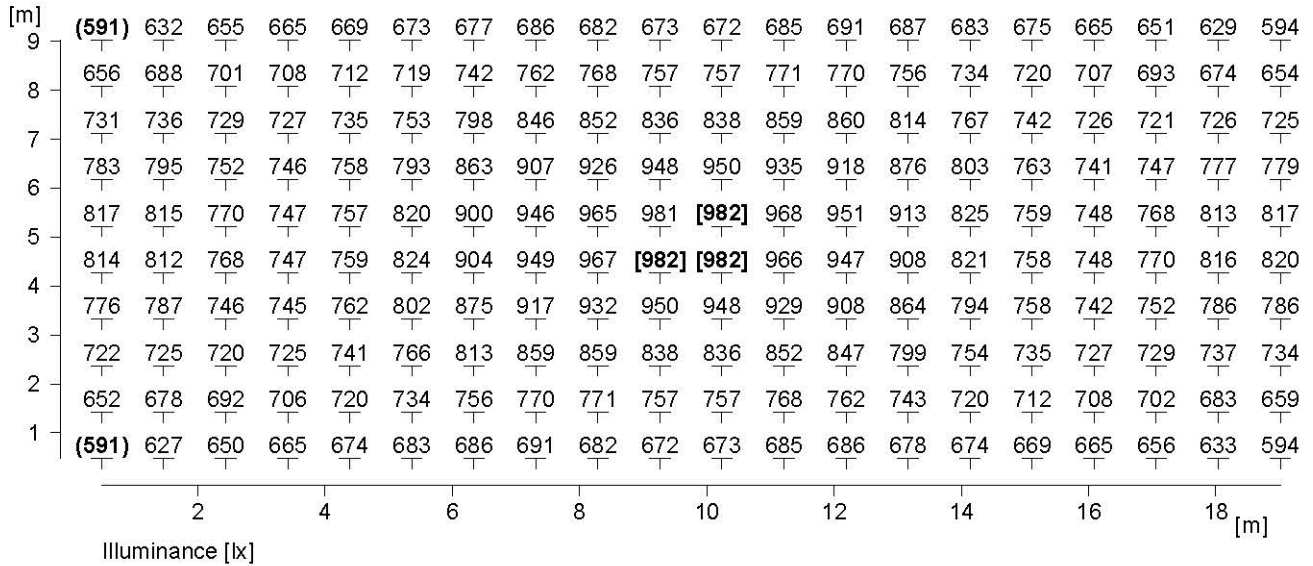 [m]
(591) 632 655 665 669 673 677 686 682 673 672 685 691 687 683 675 665 651 629 594
9
656 688 701 708 712 719 742 762 768 757 757 771 770 756 734 720 707 693 674 654
8
731 736 729 727 735 753 798 846 852 836 838 859 860 814 767 742 726 721 726 725
7
783 795 752 746 758 793 863 907 926 948 950 935 918 876 803 763 741 747 777 779
6
817 815 770 747 757 820 900 946 965 981 [982] 968 951 913 825 759 748 768 813 817
5
814 812 768 747 759 824 904 949 967 [982] [982] 966 947 908 821 758 748 770 816 820
4
776 787 746 745 762 802 875 917 932 950 948 929 908 864 794 758 742 752 786 786
3
722 725 720 725 741 766 813 859 859 838 836 852 847 799 754 735 727 729 737 734
2
652 678 692 706 720 734 756 770 771 757 757 768 762 743 720 712 708 702 683 659
1
(591) 627 650 665 674 683 686 691 682 672 673 685 686 678 674 669 665 656 633 594
2 4 6 8 10 12 14 16 18
[m]
Illuminance [lx]